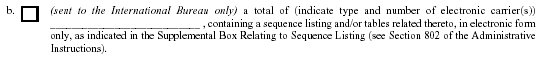 b. (sent to the International Bureau only) a total of (indicate type and number of electronic carrier(s))
, containing a sequence listing and/or tables related thereto, in electronic form
only, as indicated in the Supplemental Box Relating to Sequence Listing (see Section 802 of the Administrative
Instructions).